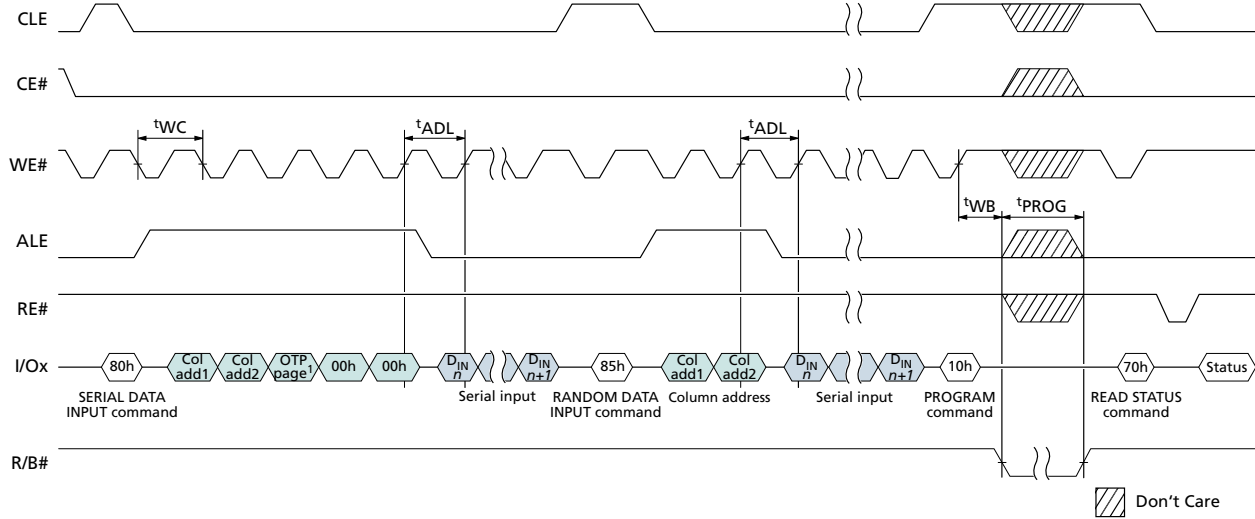 CLE
CE#
tWC
tADL
tADL
WE#
tWB
tPROG
ALE
RE#
I/Ox
80h
Col add1
Col add2
OTP page1
00h
00h
DIN n
DIN n+1
85h
Col add1
Col add2
DIN n
DIN n+1
10h
70h
Status
SERIAL DATA
INPUT command
Serial input
RANDOM DATA
INPUT command
Column address
Serial input
PROGRAM
command
READ STATUS
command
R/B#
Don't Care